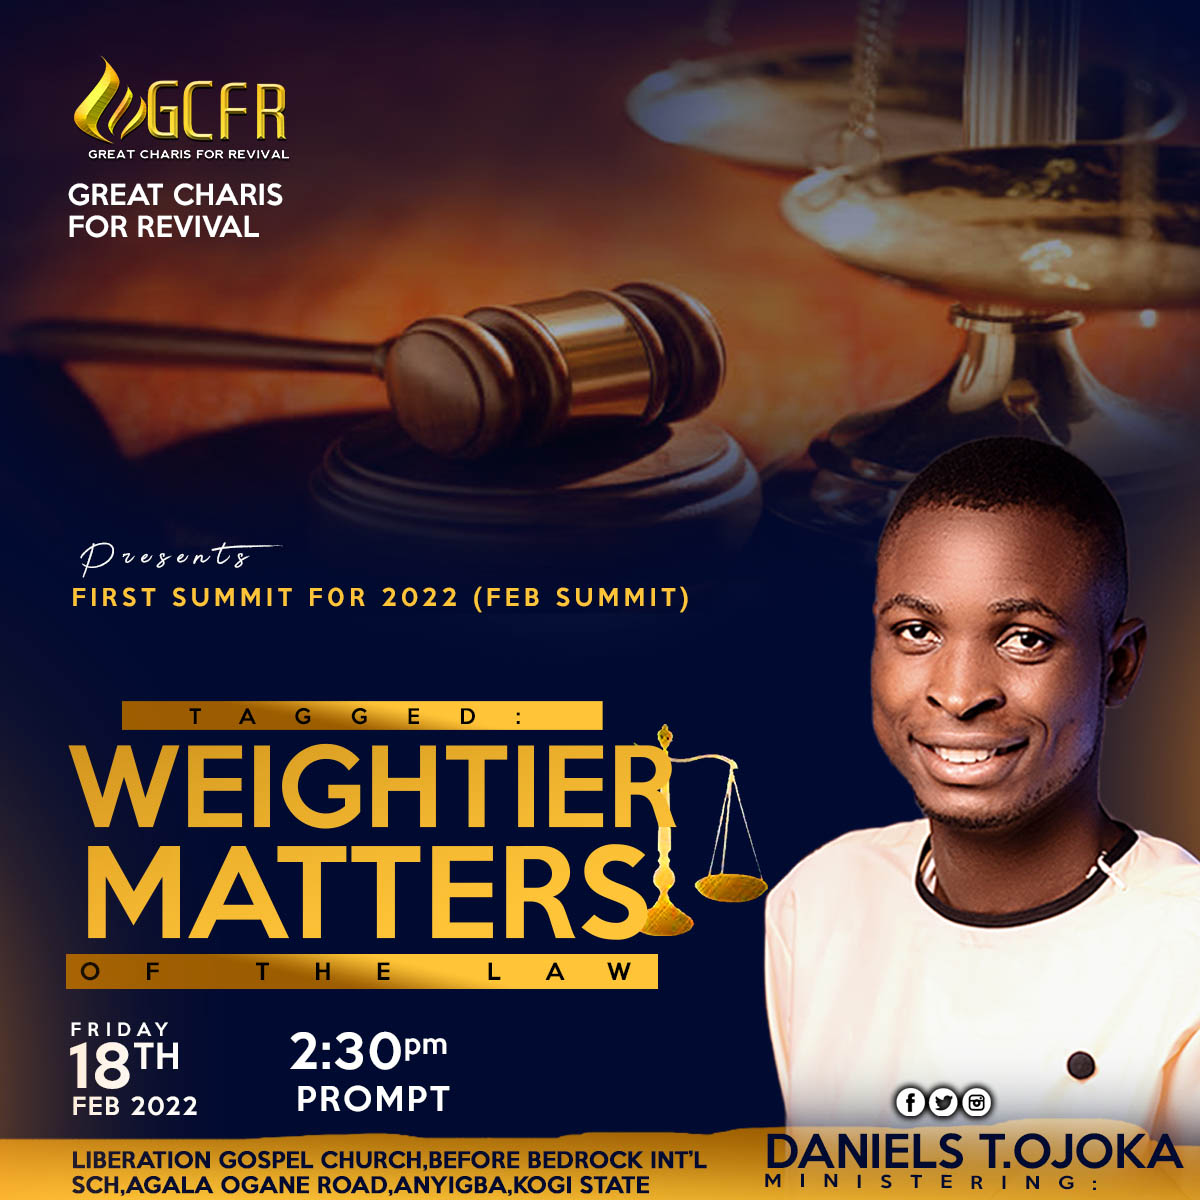 GCFR
GREAT CHARIS FOR REVIVAL
GREAT CHARIS
FOR REVIVAL
Presents
FIRST SUMMIT FOR 2022 (FEB SUMMIT)
TAGGED:
WEIGHTIER
MATTERS
OF THE LAW
FRIDAY
18TH
FEB 2022
2:30pm
PROMPT
LIBERATION GOSPEL CHURCH,BEFORE BEDROCK INT'L
SCH,AGALA OGANE ROAD,ANYIGBA,KOGI STATE
DANIELS T.OJOKA
MINISTERING: